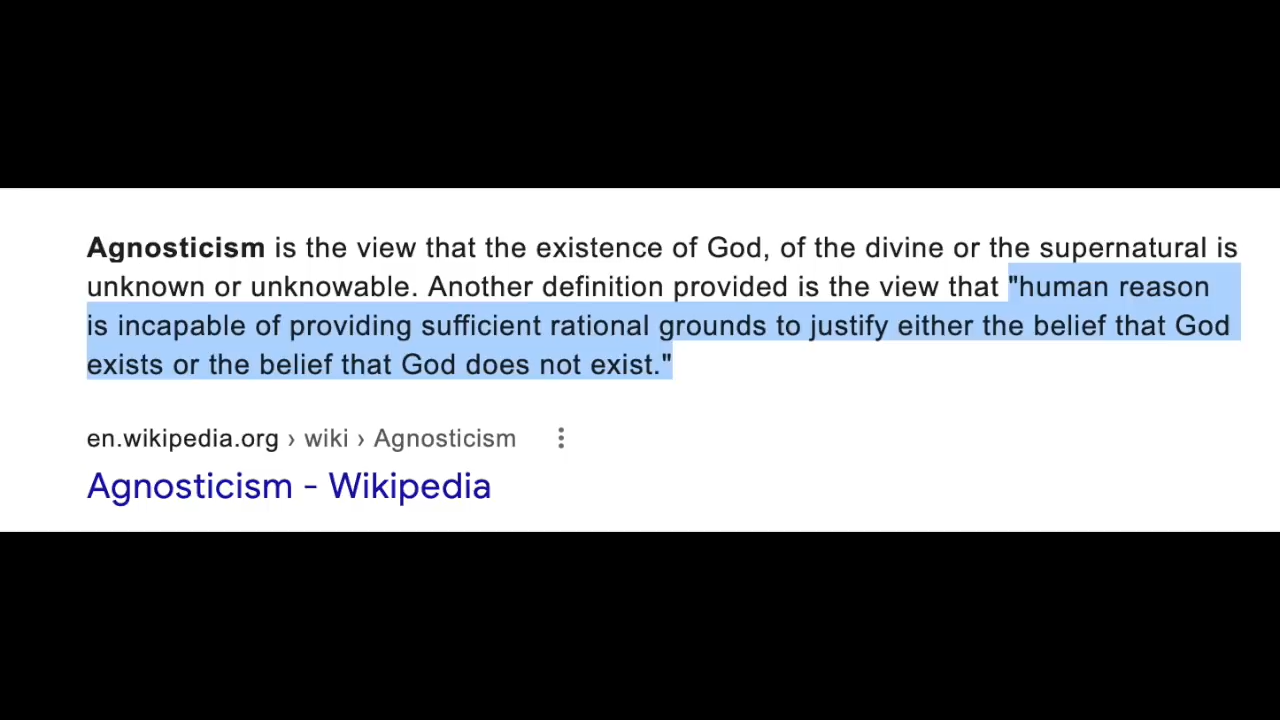 Agnosticism is the view that the existence of God, of the divine or the supernatural is
unknown or unknowable. Another definition provided is the view that "human reason
is incapable of providing sufficient rational grounds to justify either the belief that God
exists or the belief that God does not exist."
en.wikipedia.org › wiki › Agnosticism
Agnosticism - Wikipedia